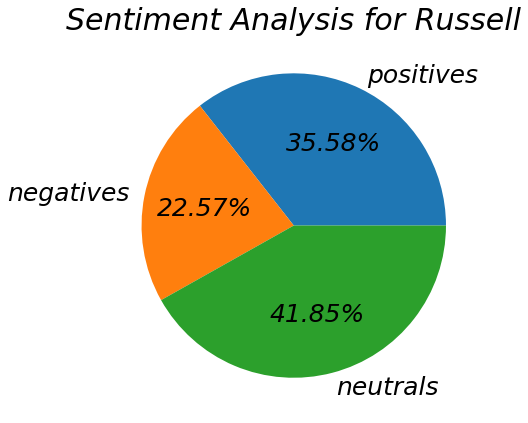 Sentiment Analysis for Russell
positives
35.58%
negatives
22.57%
41.85%
neutrals